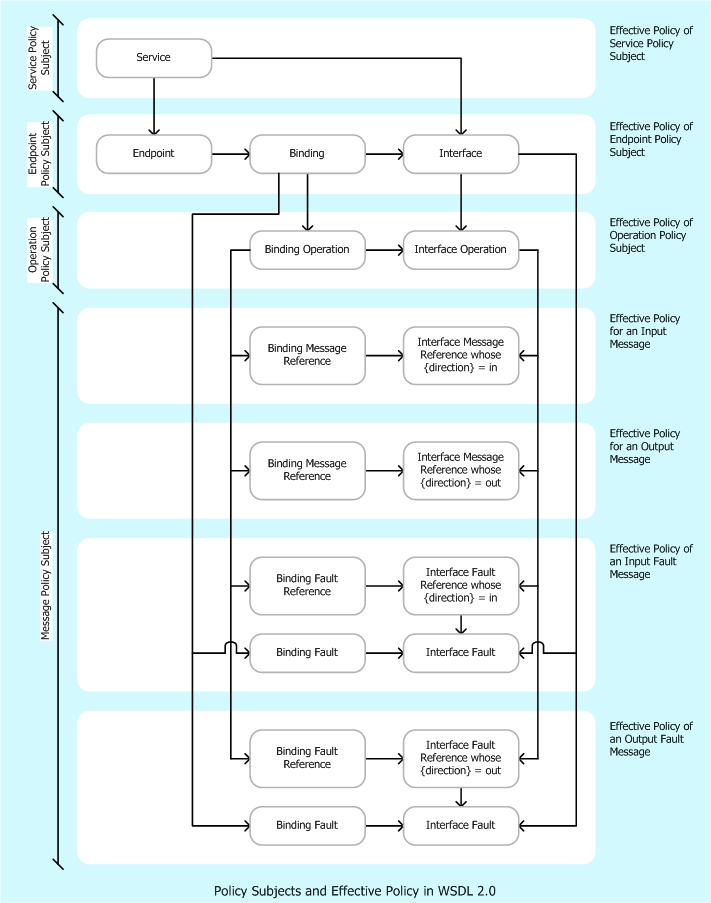 Service Policy
Subject
Service
Effective Policy of
Service Policy
Subject
Endpoint
Policy Subject
Endpoint
Binding
Interface
Effective Policy of
Endpoint Policy
Subject
Operation
Policy Subject
Binding Operation
Interface Operation
Effective Policy of
Operation Policy
Subject
Message Policy Subject
Binding Message
Reference
Interface Message
Reference whose
{direction} = in
Effective Policy
for an Input
Message
Binding Message
Reference
Interface Message
Reference whose
{direction} = out
Effective Policy
for an Output
Message
Binding Fault
Reference
Interface Fault
Reference whose
{direction} = in
Binding Fault
Interface Fault
Effective Policy of
an Input Fault
Message
Binding Fault
Reference
Interface Fault
Reference whose
{direction} = out
Binding Fault
Interface Fault
Effective Policy of
an Output Fault
Message
Policy Subjects and Effective Policy in WSDL 2.0